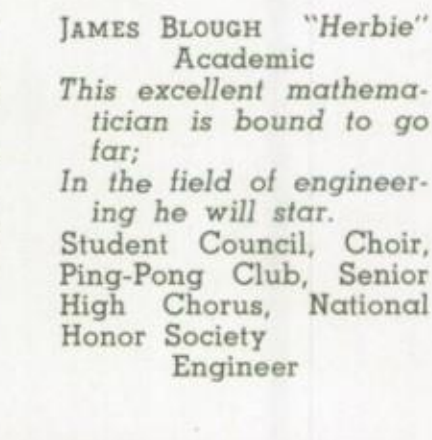 JAMES BLOUGH "Herbie"
Academic
This excellent mathema-
tician is bound to go
far;
In the field of engineer-
ing he will star.
Student Council, Choir,
Ping-Pong Club, Senior
High Chorus, National
Honor Society
Engineer